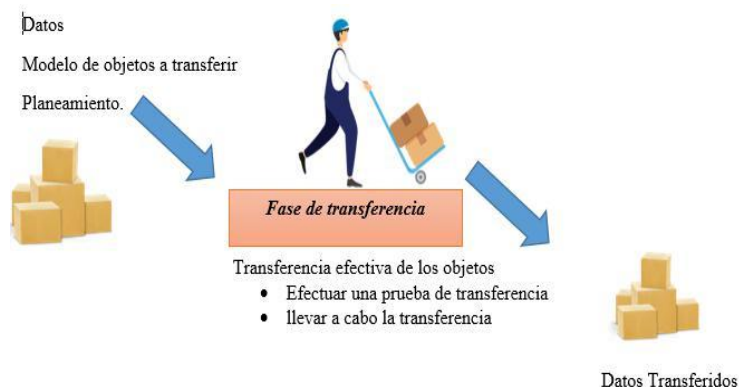 Datos
Modelo de objetos a transferir
Planeamiento.
Fase de transferencia
Transferencia efectiva de los objetos
• Efectuar una prueba de transferencia
• llevar a cabo la transferencia
Datos Transferidos